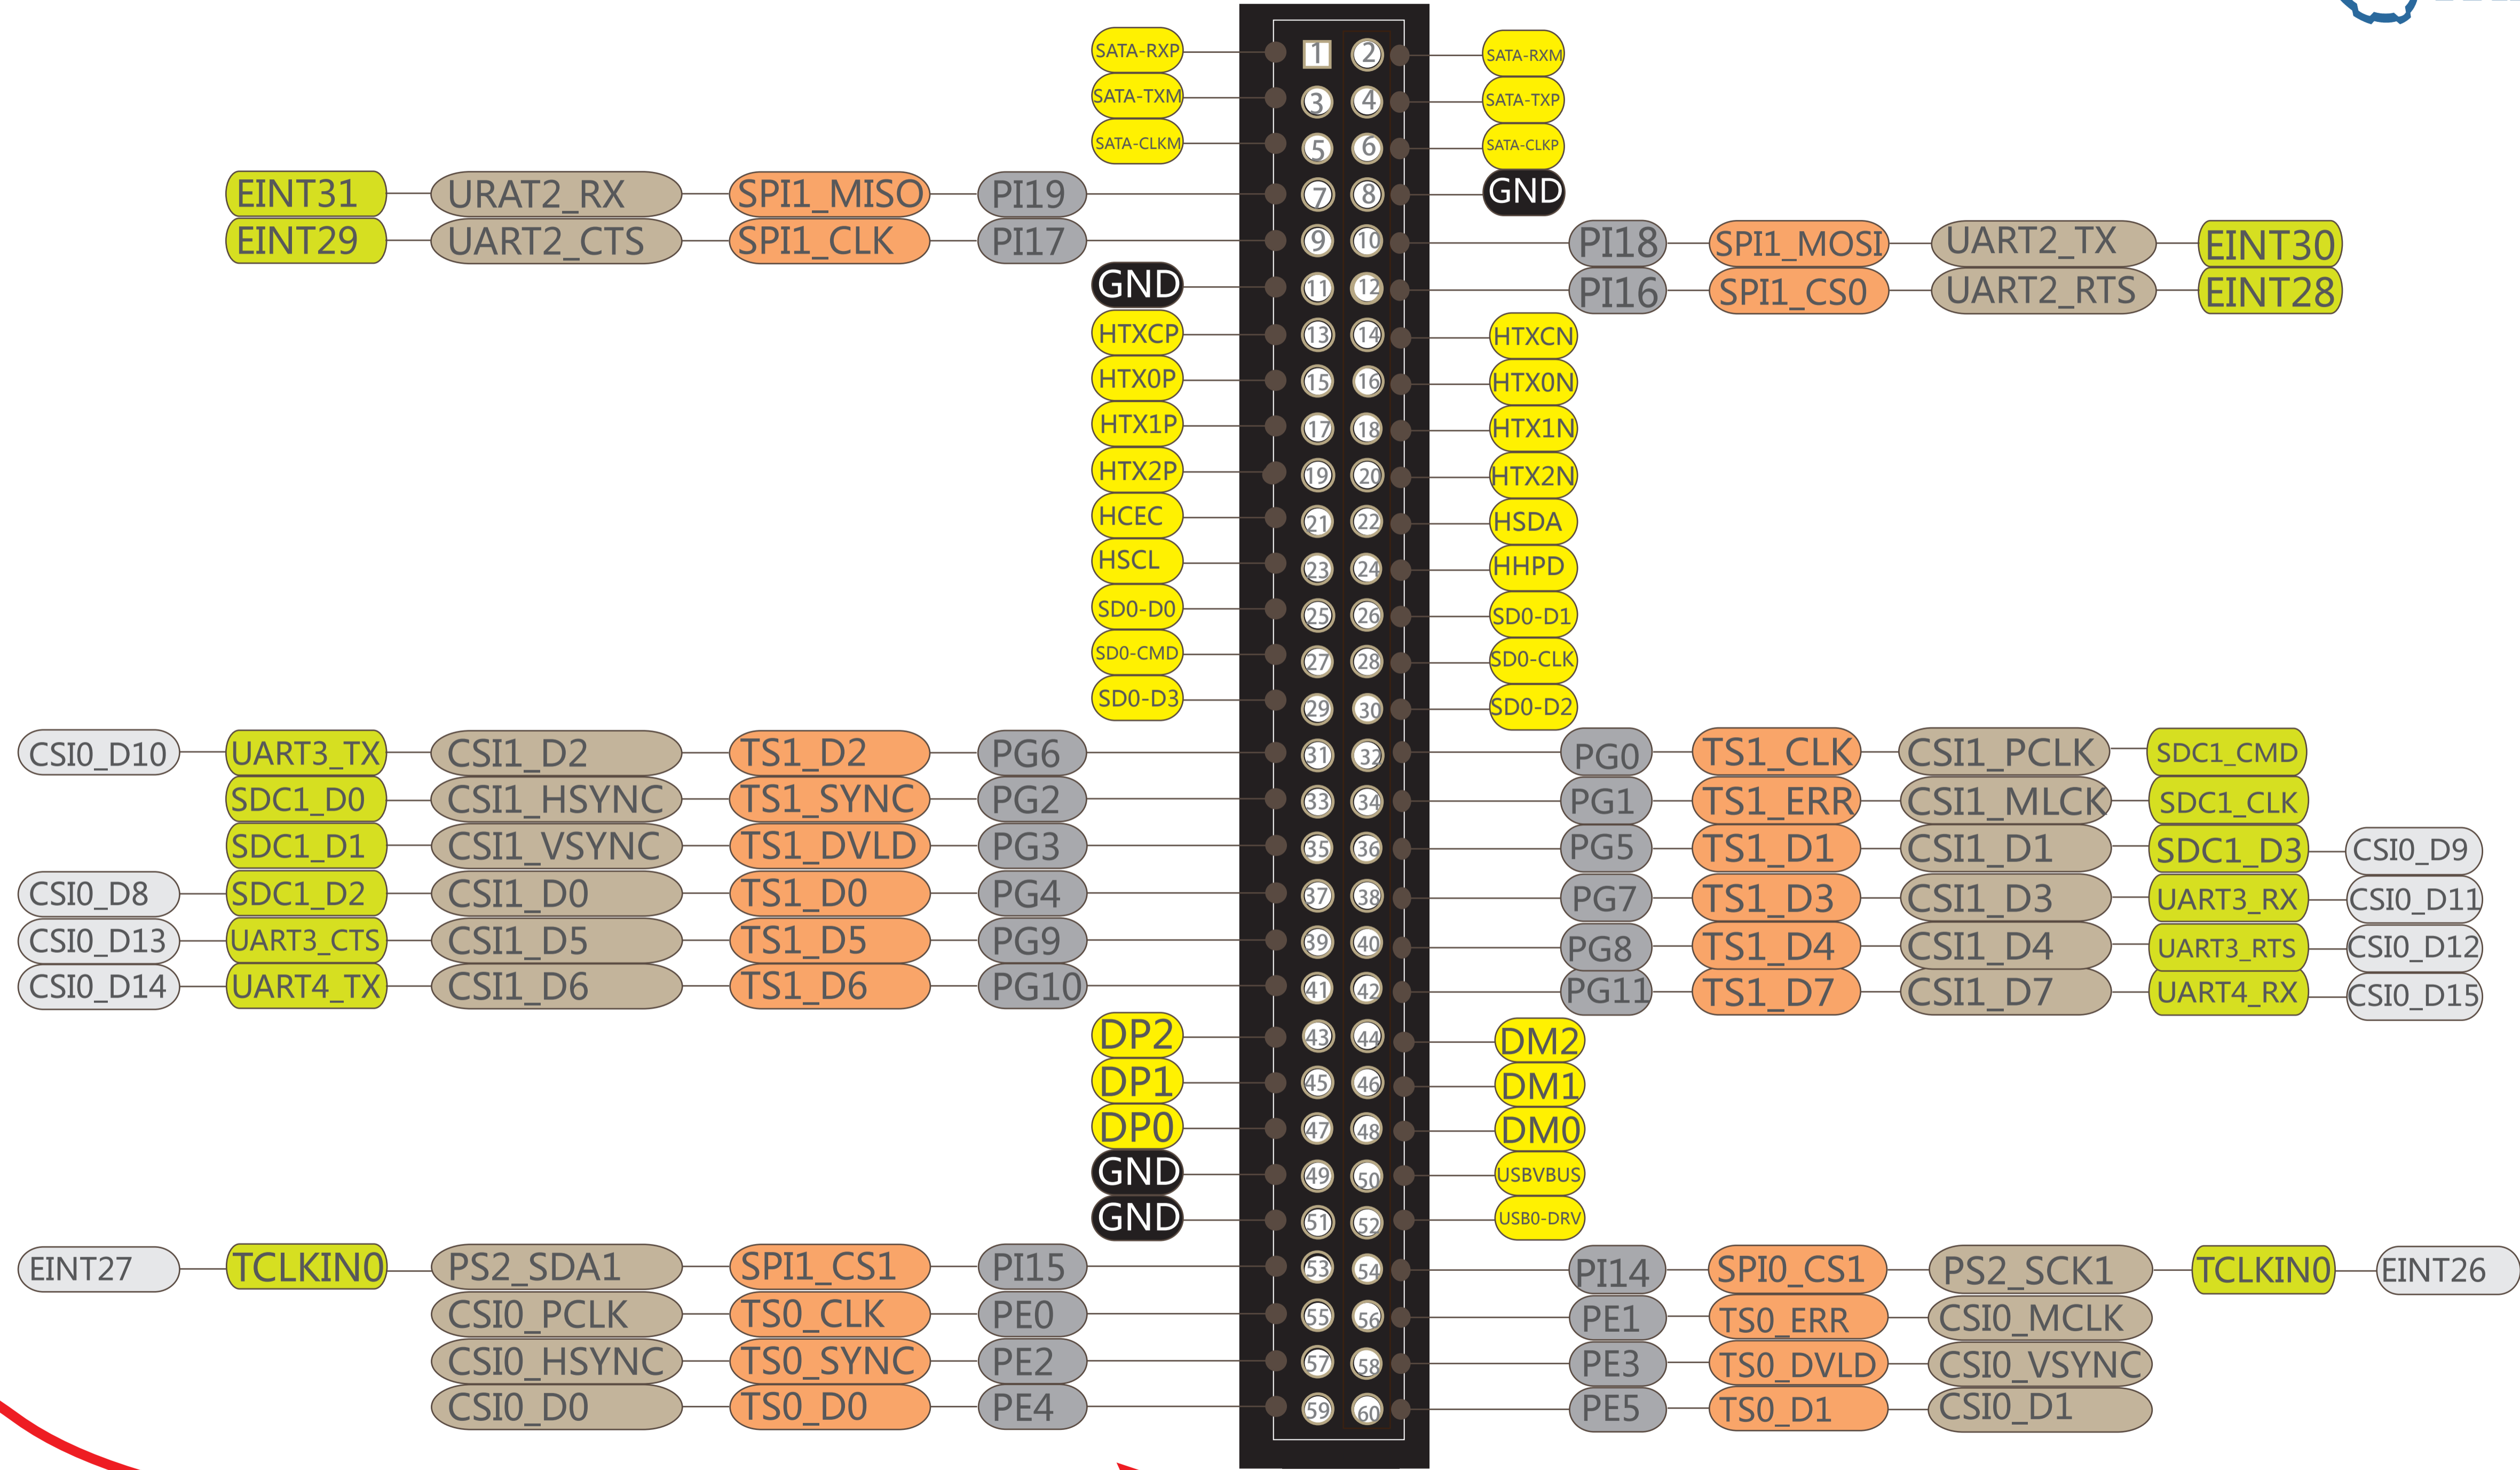 SATA-RXP 1 2 SATA-RXM
SATA-TXM 3 4 SATA-TXP
SATA-CLKM 5 6 SATA-CLKP
EINT31 URAT2_RX SPI1_MISO PI19 7 8 GND
EINT29 UART2_CTS SPI1_CLK PI17 9 10 PI18 SPI1_MOSI UART2_TX EINT30
GND 11 12 PI16 SPI1_CS0 UART2_RTS EINT28
HTXCP 13 14 HTXCN
HTX0P 15 16 HTX0N
HTX1P 17 18 HTX1N
HTX2P 19 20 HTX2N
HCEC 21 22 HSDA
HSCL 23 24 HHPD
SD0-D0 25 26 SD0-D1
SD0-CMD 27 28 SD0-CLK
SD0-D3 29 30 SD0-D2
CSI0_D10 UART3_TX CSI1_D2 TS1_D2 PG6 31 32 PG0 TS1_CLK CSI1_PCLK SDC1_CMD
SDC1_D0 CSI1_HSYNC TS1_SYNC PG2 33 34 PG1 TS1_ERR CSI1_MLCK SDC1_CLK
SDC1_D1 CSI1_VSYNC TS1_DVLD PG3 35 36 PG5 TS1_D1 CSI1_D1 SDC1_D3 CSI0_D9
CSI0_D8 SDC1_D2 CSI1_D0 TS1_D0 PG4 37 38 PG7 TS1_D3 CSI1_D3 UART3_RX CSI0_D11
CSI0_D13 UART3_CTS CSI1_D5 TS1_D5 PG9 39 40 PG8 TS1_D4 CSI1_D4 UART3_RTS CSI0_D12
CSI0_D14 UART4_TX CSI1_D6 TS1_D6 PG10 41 42 PG11 TS1_D7 CSI1_D7 UART4_RX CSI0_D15
DP2 43 44 DM2
DP1 45 46 DM1
DP0 47 48 DM0
GND 49 50 USBVBUS
GND 51 52 USB0-DRV
EINT27 TCLKIN0 PS2_SDA1 SPI1_CS1 PI15 53 54 PI14 SPI0_CS1 PS2_SCK1 TCLKIN0 EINT26
CSI0_PCLK TS0_CLK PE0 55 56 PE1 TS0_ERR CSI0_MCLK
CSI0_HSYNC TS0_SYNC PE2 57 58 PE3 TS0_DVLD CSI0_VSYNC
CSI0_D0 TS0_D0 PE4 59 60 PE5 TS0_D1 CSI0_D1